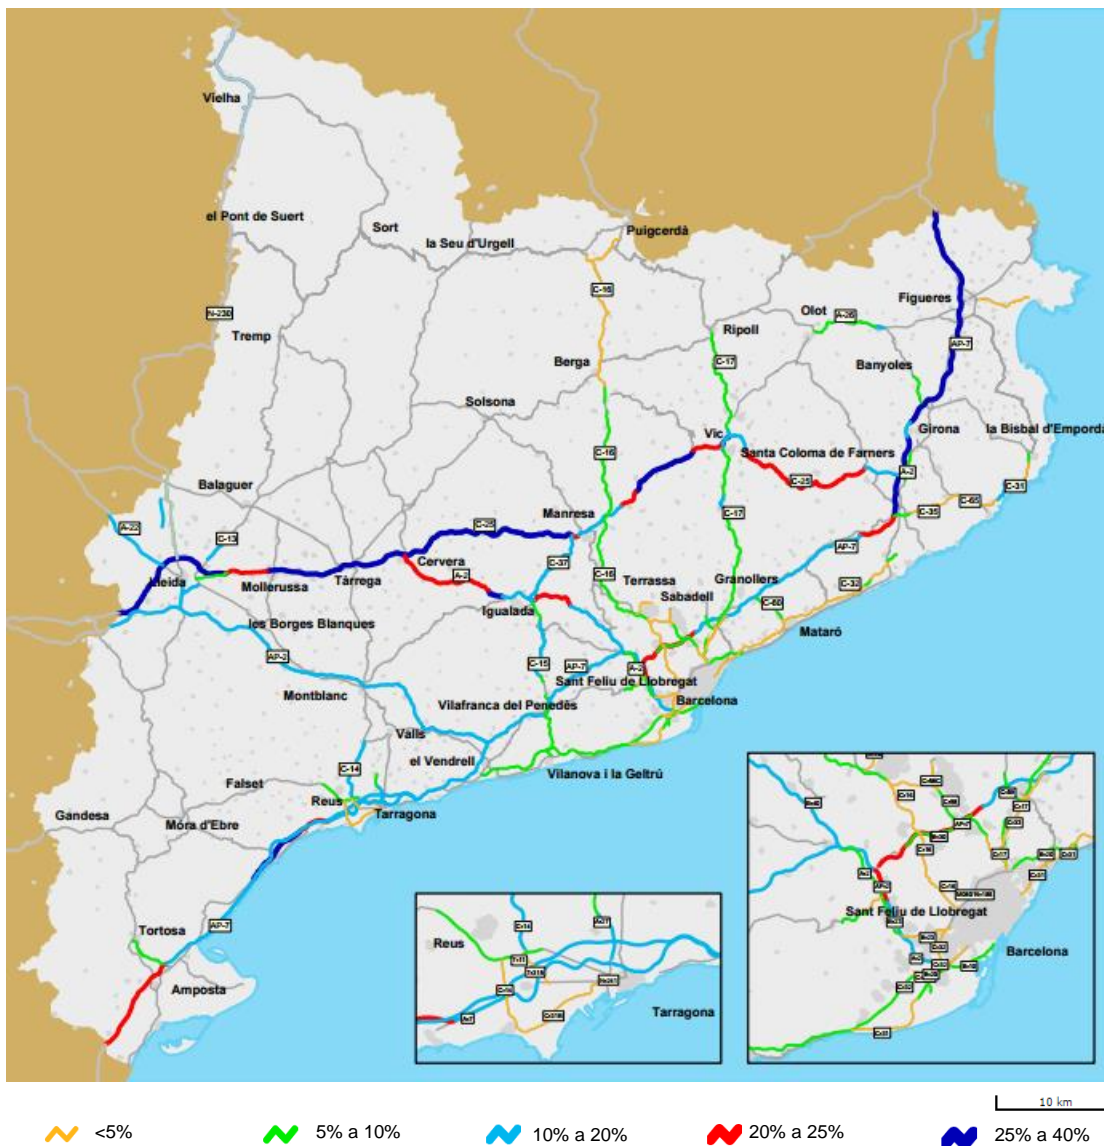 Vielha
el Pont de Suert
Sort
la Seu d'Urgell
Puigcerdà
C-16
Figueres
N-230
Tremp
Olot
A-26
Ripoll
AP-7
Berga
C-17
Banyoles
Solsona
Vic
Girona
la Bisbal d'Empordà
C-16
Santa Coloma de Farners
A-2
Balaguer
C-25
C-31
C-65
Manresa
C-17
C-35
A-22
C-25
C-13
AP-7
Cervera
C-37
Lleida
Mollerussa
Tàrrega
A-2
C-16
Terrassa
Granollers
C-32
Igualada
Sabadell
C-60
les Borges Blanques
Mataró
AP-2
C-15
AP-7
A-2
Montblanc
Sant Feliu de Llobregat
Vilafranca del Penedès
Barcelona
Valls
el Vendrell
C-14
Vilanova i la Geltrú
Falset
Reus
Gandesa
Tarragona
Móra d'Ebre
AP-7
Tortosa
Amposta
Reus
Tarragona
Sant Feliu de Llobregat
Barcelona
10 km
<5%
5% a 10%
10% a 20%
20% a 25%
25% a 40%